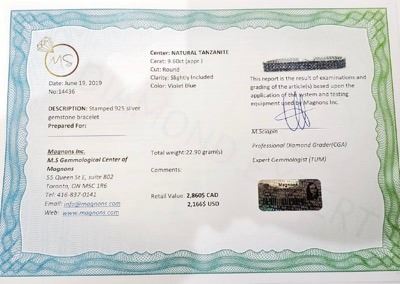 MS
Date: June 19, 2019
No:14436
DESCRIPTION: Stamped 925 silver
gemstone bracelet
Prepared For:
Magnons Inc.
M.S Gemmological Center of
Magnons
55 Queen St E, suite 802
Toronto, ON M5C 1R6
Tel: 416-837-0141
Email: info@magnons.com
Web: www.magnons.com
Center: NATURAL TANZANITE
Carat: 9.60ct (appr.)
Cut: Round
Clarity: Slightly Included
Color: Violet Blue
Total weight:22.90 gram(s)
Comments:
Retail Value 2,860$ CAD
2,166$ USD
This report is the result of examinations and
grading of the article(s) based upon the
application of the system and testing
equipment used by Magnons Inc.
Professional Diamond Grader(CGA)
Expert Gemmologist (TUM)
Magnons